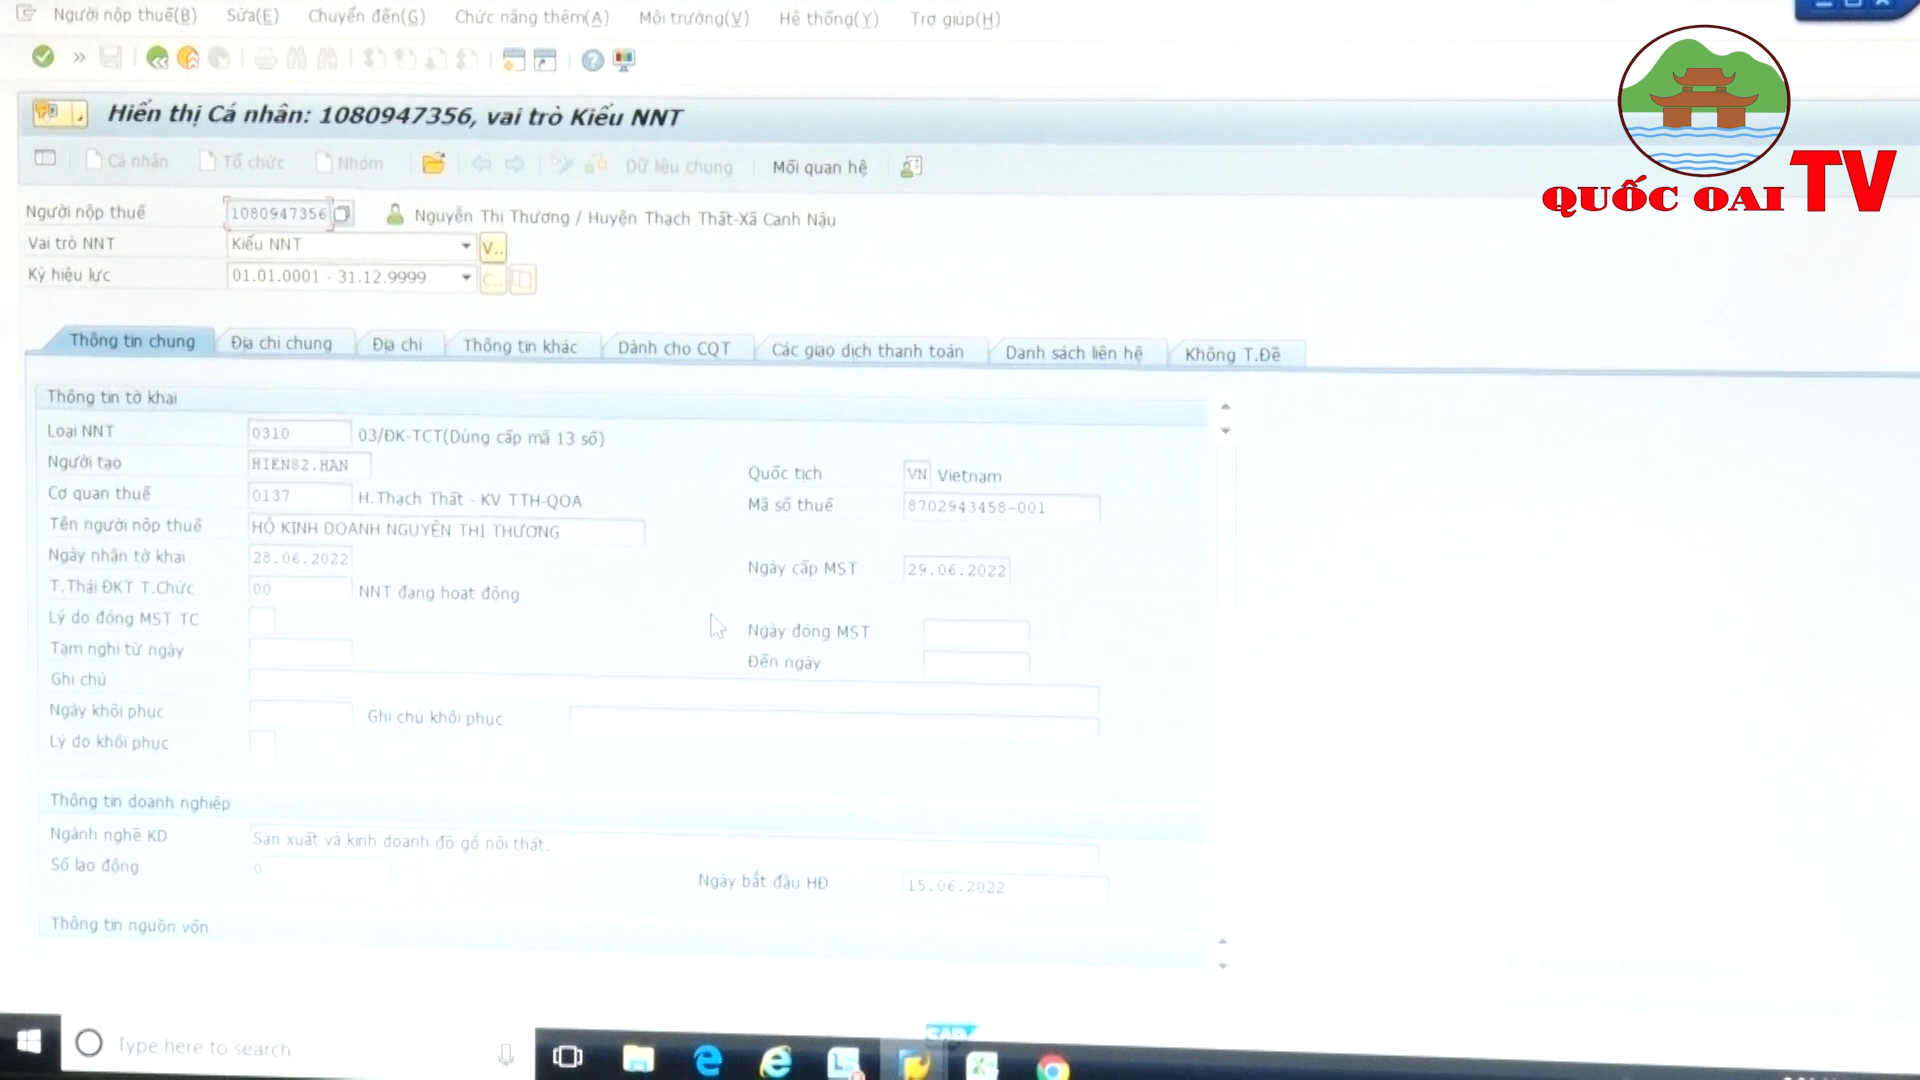 Người nộp thuế(B) Sửa(E) Chuyển đến(G) Chức năng thêm(A) Môi trường(V) Hệ thống(Y) Trợ giúp(H)
Hiển thị Cá nhân: 1080947356, vai trò Kiểu NNT
Cá nhân Tổ chức Nhóm Dữ liệu chung Mối quan hệ
QUỐC OAI TV
Người nộp thuế 1080947356 Nguyễn Thị Thương / Huyện Thạch Thất-Xã Canh Nậu
Vai trò NNT Kiểu NNT V..
Kỳ hiệu lực 01.01.0001 - 31.12.9999 C..
Thông tin chung Địa chỉ chung Địa chỉ Thông tin khác Dành cho CQT Các giao dịch thanh toán Danh sách liên hệ Không T.Đề
Thông tin tờ khai
Loại NNT 0310 03/ĐK-TCT(Dùng cấp mã 13 số)
Người tạo HIEN82.HAN Quốc tịch VN Vietnam
Cơ quan thuế 0137 H.Thạch Thất - KV TTH-QOA Mã số thuế 8702943458-001
Tên người nộp thuế HỘ KINH DOANH NGUYỄN THỊ THƯƠNG
Ngày nhận tờ khai 28.06.2022 Ngày cấp MST 29.06.2022
T.Thái ĐKT T.Chức 00 NNT đang hoạt động
Lý do đóng MST TC Ngày đóng MST
Tạm nghỉ từ ngày Đến ngày
Ghi chú
Ngày khôi phục Ghi chú khôi phục
Lý do khôi phục
Thông tin doanh nghiệp
Ngành nghề KD Sản xuất và kinh doanh đồ gỗ nội thất.
Số lao động 0 Ngày bắt đầu HĐ 15.06.2022
Thông tin nguồn vốn
SAP
Type here to search